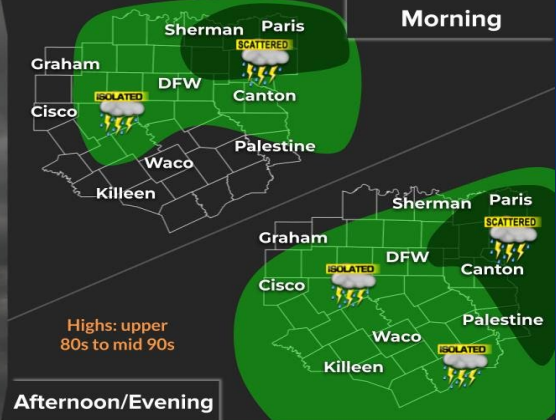 Morning
Sherman
Paris
SCATTERED
Graham
DFW
ISOLATED
Canton
Cisco
Palestine
Waco
Killeen
Sherman
Paris
SCATTERED
Graham
DFW
ISOLATED
Canton
Cisco
Palestine
Waco
ISOLATED
Killeen
Highs: upper
80s to mid 90s
Afternoon/Evening